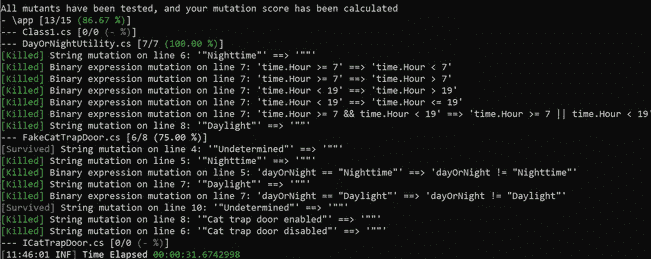 All mutants have been tested, and your mutation score has been calculated
- \app [13/15 (86.67 %)]
--- Class1.cs [0/0 (- %)]
--- DayOrNightUtility.cs [7/7 (100.00 %)]
[Killed] String mutation on line 6: '"Nighttime"' ==> '""'
[Killed] Binary expression mutation on line 7: 'time.Hour >= 7' ==> 'time.Hour < 7'
[Killed] Binary expression mutation on line 7: 'time.Hour >= 7' ==> 'time.Hour > 7'
[Killed] Binary expression mutation on line 7: 'time.Hour < 19' ==> 'time.Hour > 19'
[Killed] Binary expression mutation on line 7: 'time.Hour < 19' ==> 'time.Hour <= 19'
[Killed] Binary expression mutation on line 7: 'time.Hour >= 7 && time.Hour < 19' ==> 'time.Hour >= 7 || time.Hour < 19'
[Killed] String mutation on line 8: '"Daylight"' ==> '""'
--- FakeCatTrapDoor.cs [6/8 (75.00 %)]
[Survived] String mutation on line 4: '"Undetermined"' ==> '""'
[Killed] String mutation on line 5: '"Nighttime"' ==> '""'
[Killed] Binary expression mutation on line 5: 'dayOrNight == "Nighttime"' ==> 'dayOrNight != "Nighttime"'
[Killed] String mutation on line 7: '"Daylight"' ==> '""'
[Killed] Binary expression mutation on line 7: 'dayOrNight == "Daylight"' ==> 'dayOrNight != "Daylight"'
[Survived] String mutation on line 10: '"Undetermined"' ==> '""'
[Killed] String mutation on line 8: '"Cat trap door enabled"' ==> '""'
[Killed] String mutation on line 6: '"Cat trap door disabled"' ==> '""'
--- ICatTrapDoor.cs [0/0 (- %)]
[11:46:01 INF] Time Elapsed 00:00:31.6742998